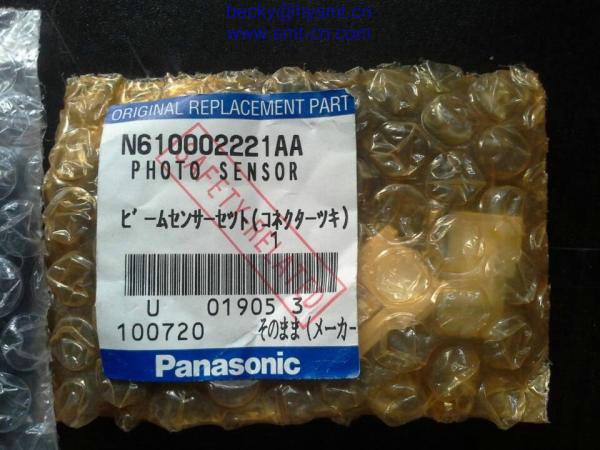 becky@hysmt.cn
www.smt-cn.com
ORIGINAL REPLACEMENT PART
N610002221AA
PHOTO SENSOR
SAFETY RELATED
ビームセンサーセット(コネクターツキ)
1
U 01905 3
100720 そのまま(メーカー
Panasonic